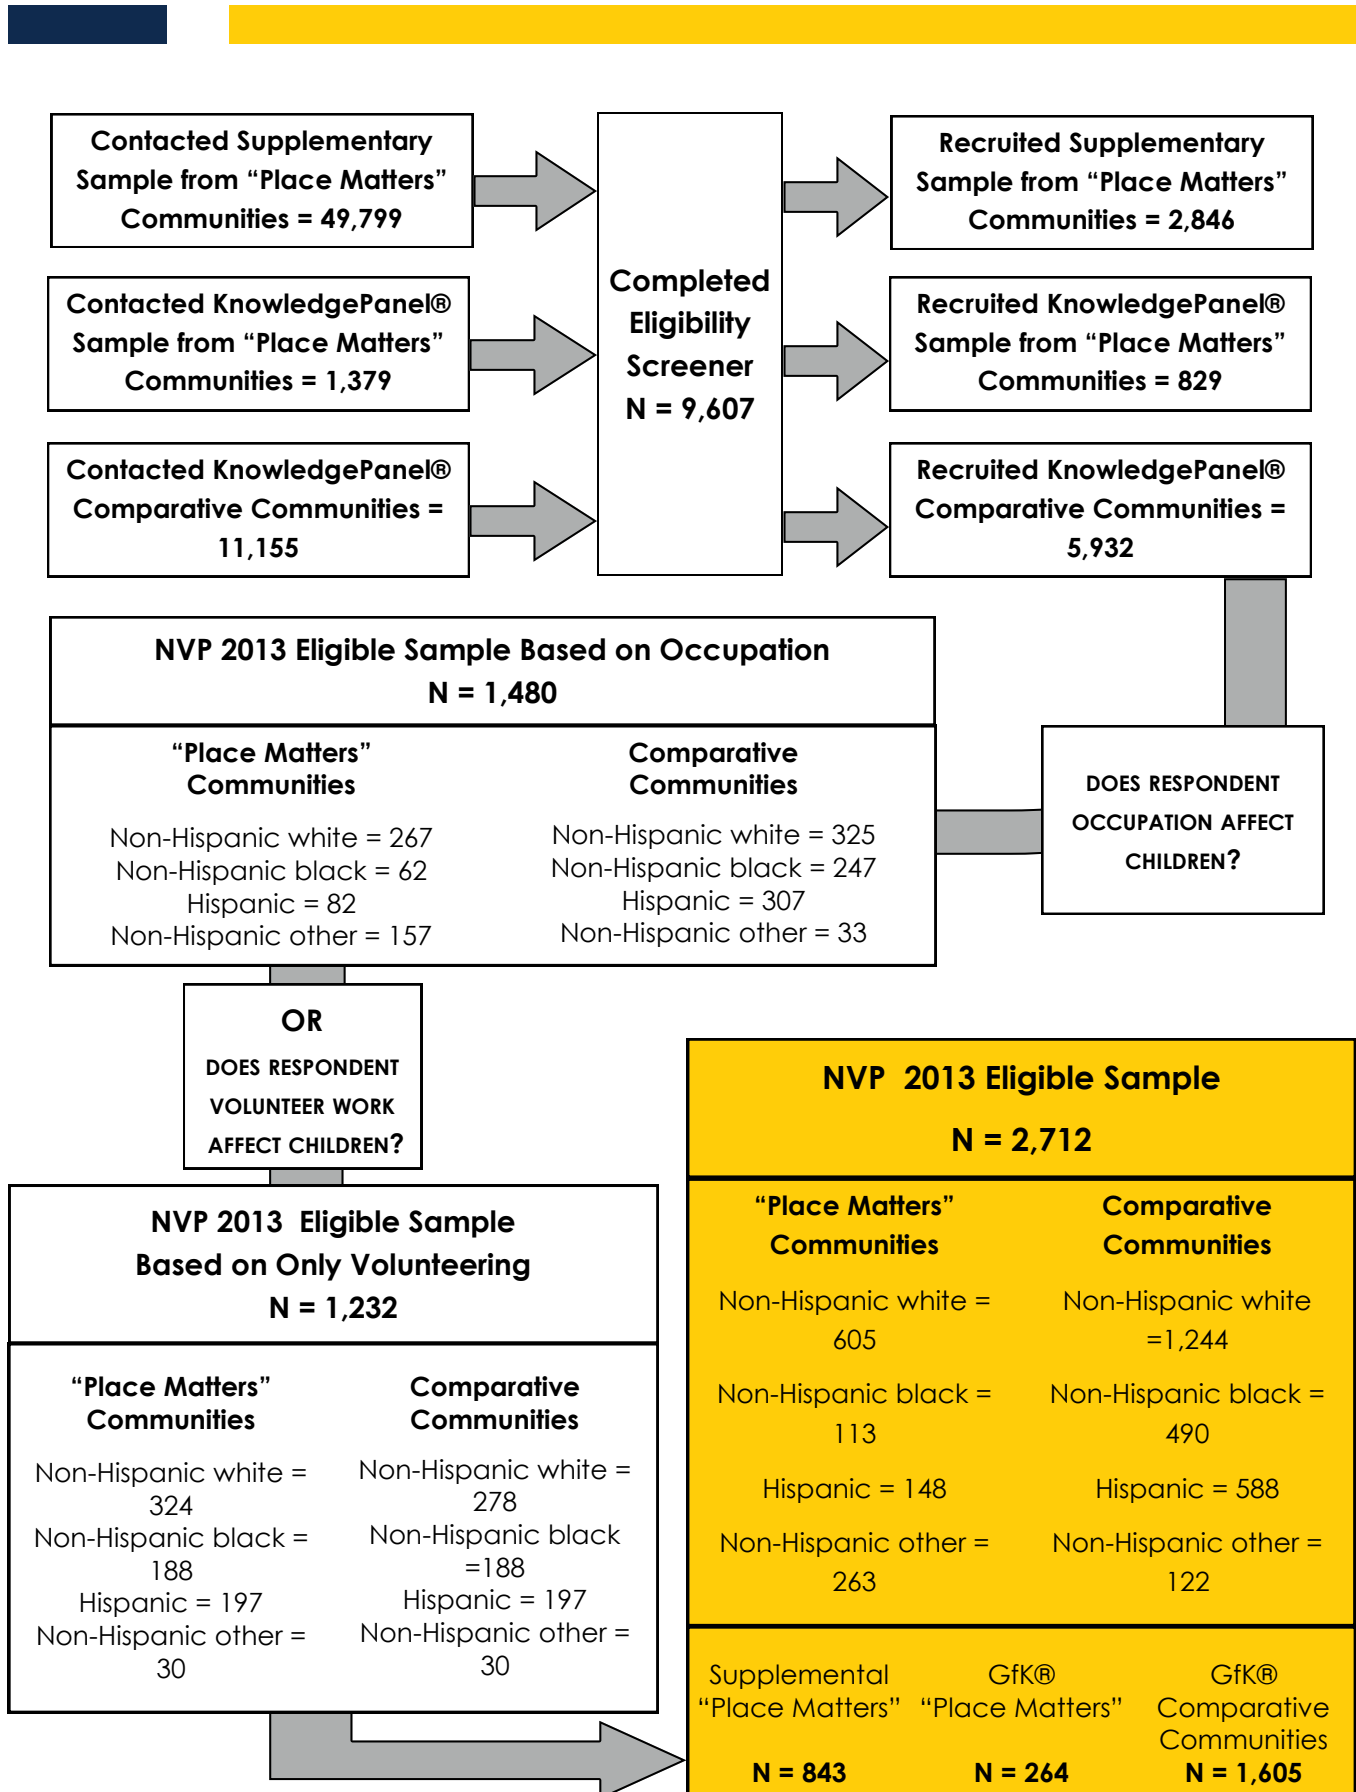 Contacted Supplementary
Sample from “Place Matters”
Communities = 49,799
Contacted KnowledgePanel®
Sample from “Place Matters”
Communities = 1,379
Contacted KnowledgePanel®
Comparative Communities =
11,155
Completed
Eligibility
Screener
N = 9,607
Recruited Supplementary
Sample from “Place Matters”
Communities = 2,846
Recruited KnowledgePanel®
Sample from “Place Matters”
Communities = 829
Recruited KnowledgePanel®
Comparative Communities =
5,932
DOES RESPONDENT
OCCUPATION AFFECT
CHILDREN?
NVP 2013 Eligible Sample Based on Occupation
N = 1,480
“Place Matters”
Communities
Non-Hispanic white = 267
Non-Hispanic black = 62
Hispanic = 82
Non-Hispanic other = 157
Comparative
Communities
Non-Hispanic white = 325
Non-Hispanic black = 247
Hispanic = 307
Non-Hispanic other = 33
OR
DOES RESPONDENT
VOLUNTEER WORK
AFFECT CHILDREN?
NVP 2013 Eligible Sample
Based on Only Volunteering
N = 1,232
“Place Matters”
Communities
Non-Hispanic white =
324
Non-Hispanic black =
188
Hispanic = 197
Non-Hispanic other =
30
Comparative
Communities
Non-Hispanic white =
278
Non-Hispanic black
=188
Hispanic = 197
Non-Hispanic other =
30
NVP 2013 Eligible Sample
N = 2,712
“Place Matters”
Communities
Non-Hispanic white =
605
Non-Hispanic black =
113
Hispanic = 148
Non-Hispanic other =
263
Comparative
Communities
Non-Hispanic white
=1,244
Non-Hispanic black =
490
Hispanic = 588
Non-Hispanic other =
122
Supplemental
“Place Matters”
N = 843
GfK®
“Place Matters”
N = 264
GfK®
Comparative
Communities
N = 1,605